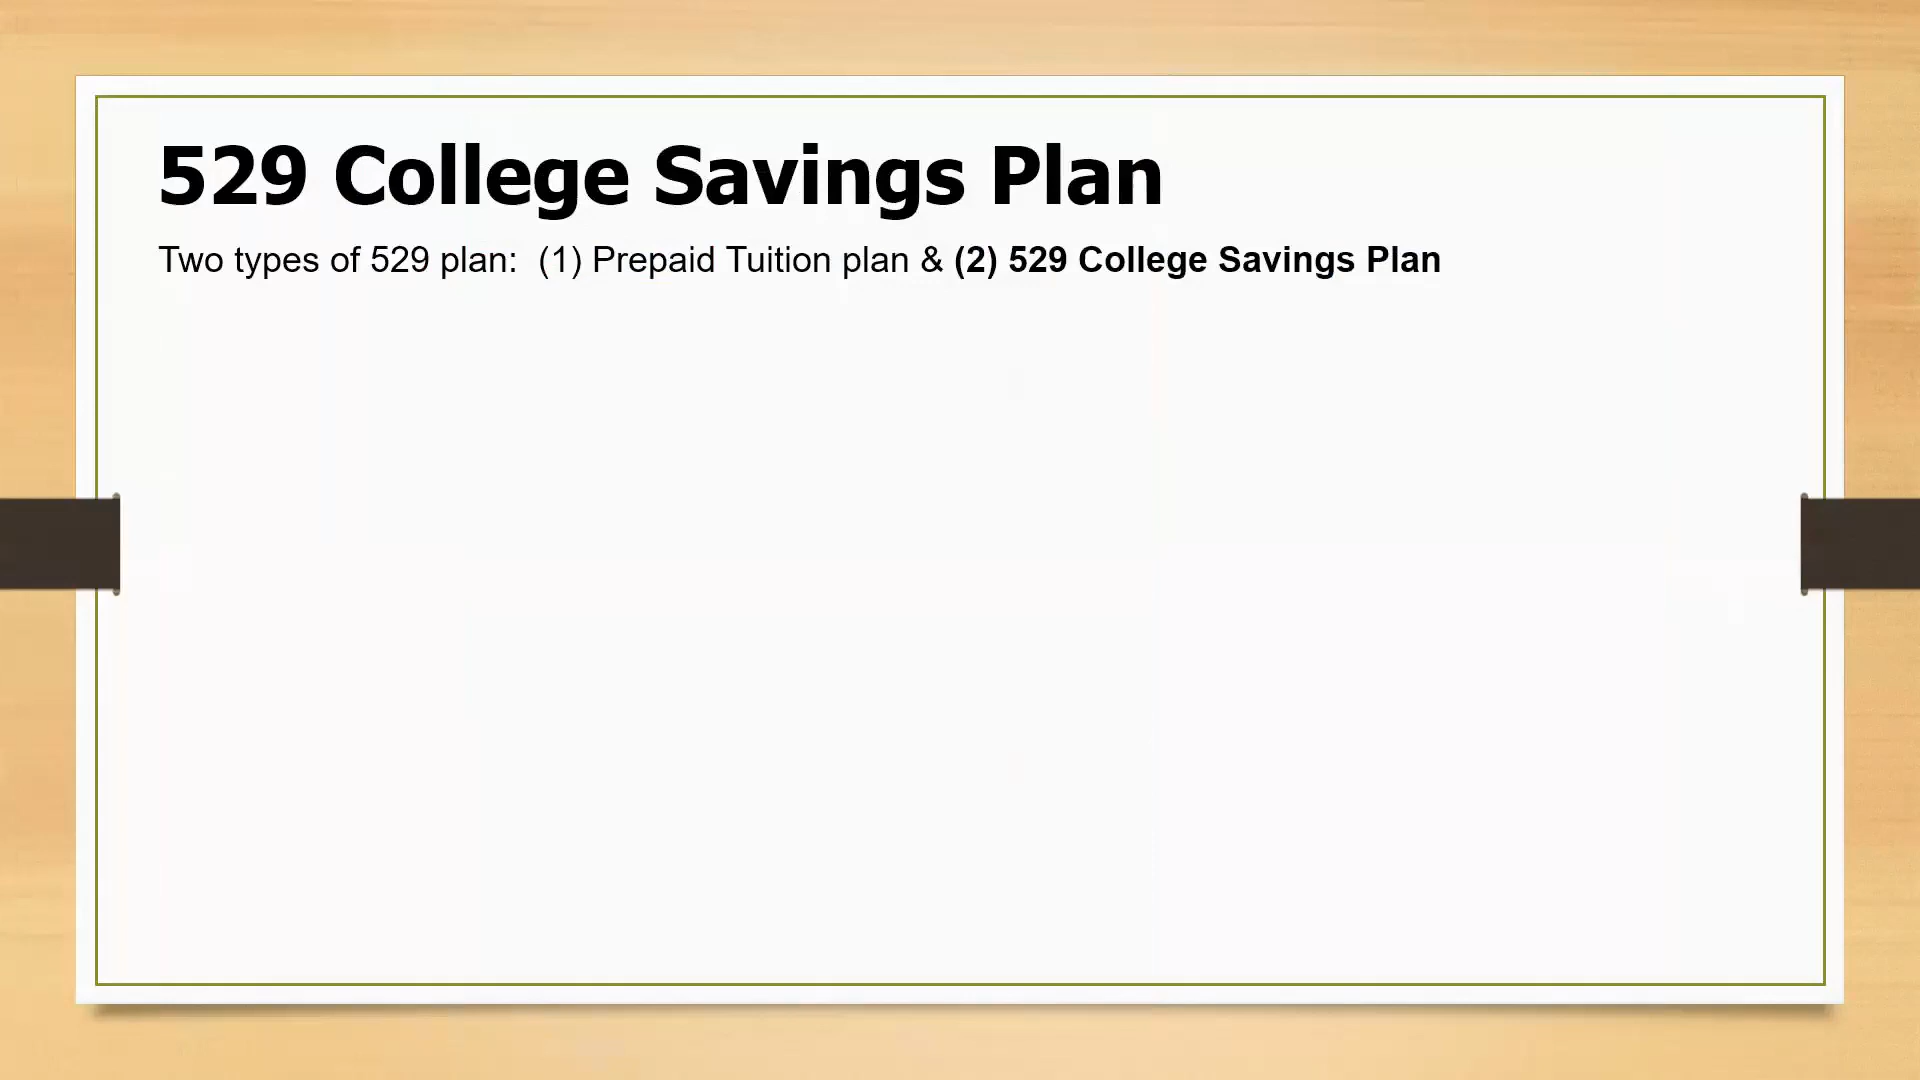 529 College Savings Plan
Two types of 529 plan:  (1) Prepaid Tuition plan & (2) 529 College Savings Plan